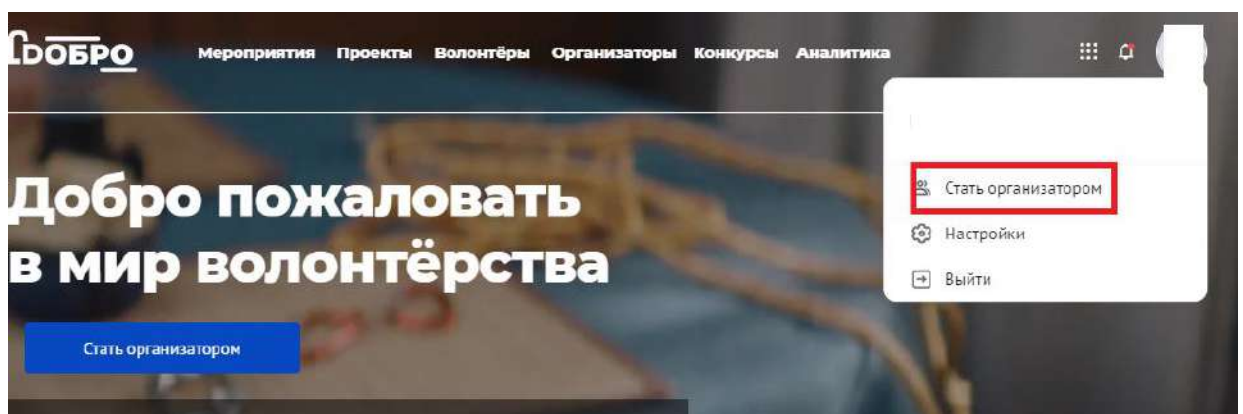 ДОБРО
Мероприятия Проекты Волонтёры Организаторы Конкурсы Аналитика
Стать организатором
Настройки
Выйти
Добро пожаловать
в мир волонтёрства
Стать организатором